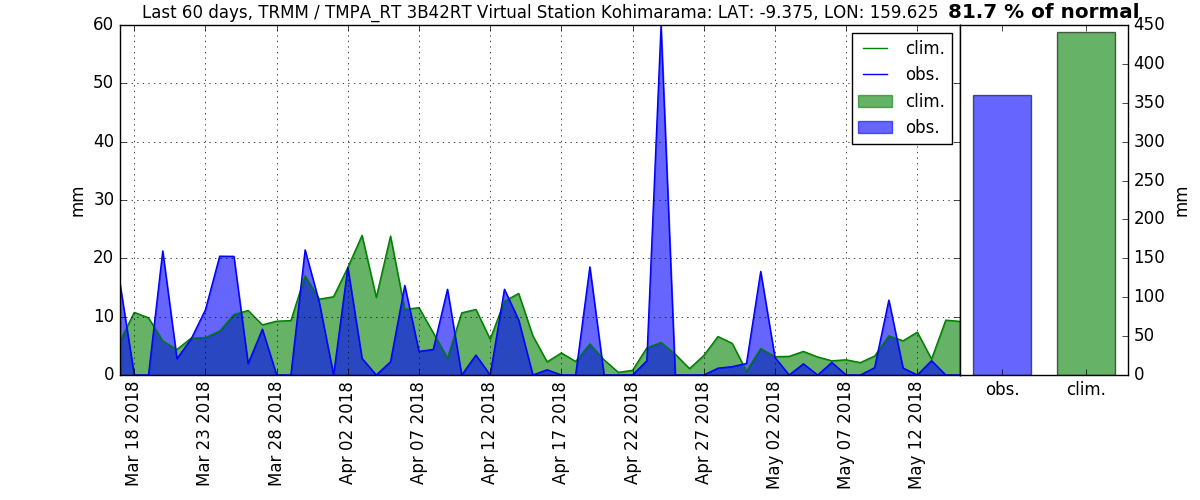 Last 60 days, TRMM / TMPA_RT 3B42RT Virtual Station Kohimarama: LAT: -9.375, LON: 159.625
81.7 % of normal
60
50
40
30
20
10
0
mm
clim.
obs.
clim.
obs.
450
400
350
300
250
200
150
100
50
0
mm
Mar 18 2018
Mar 23 2018
Mar 28 2018
Apr 02 2018
Apr 07 2018
Apr 12 2018
Apr 17 2018
Apr 22 2018
Apr 27 2018
May 02 2018
May 07 2018
May 12 2018
obs.
clim.